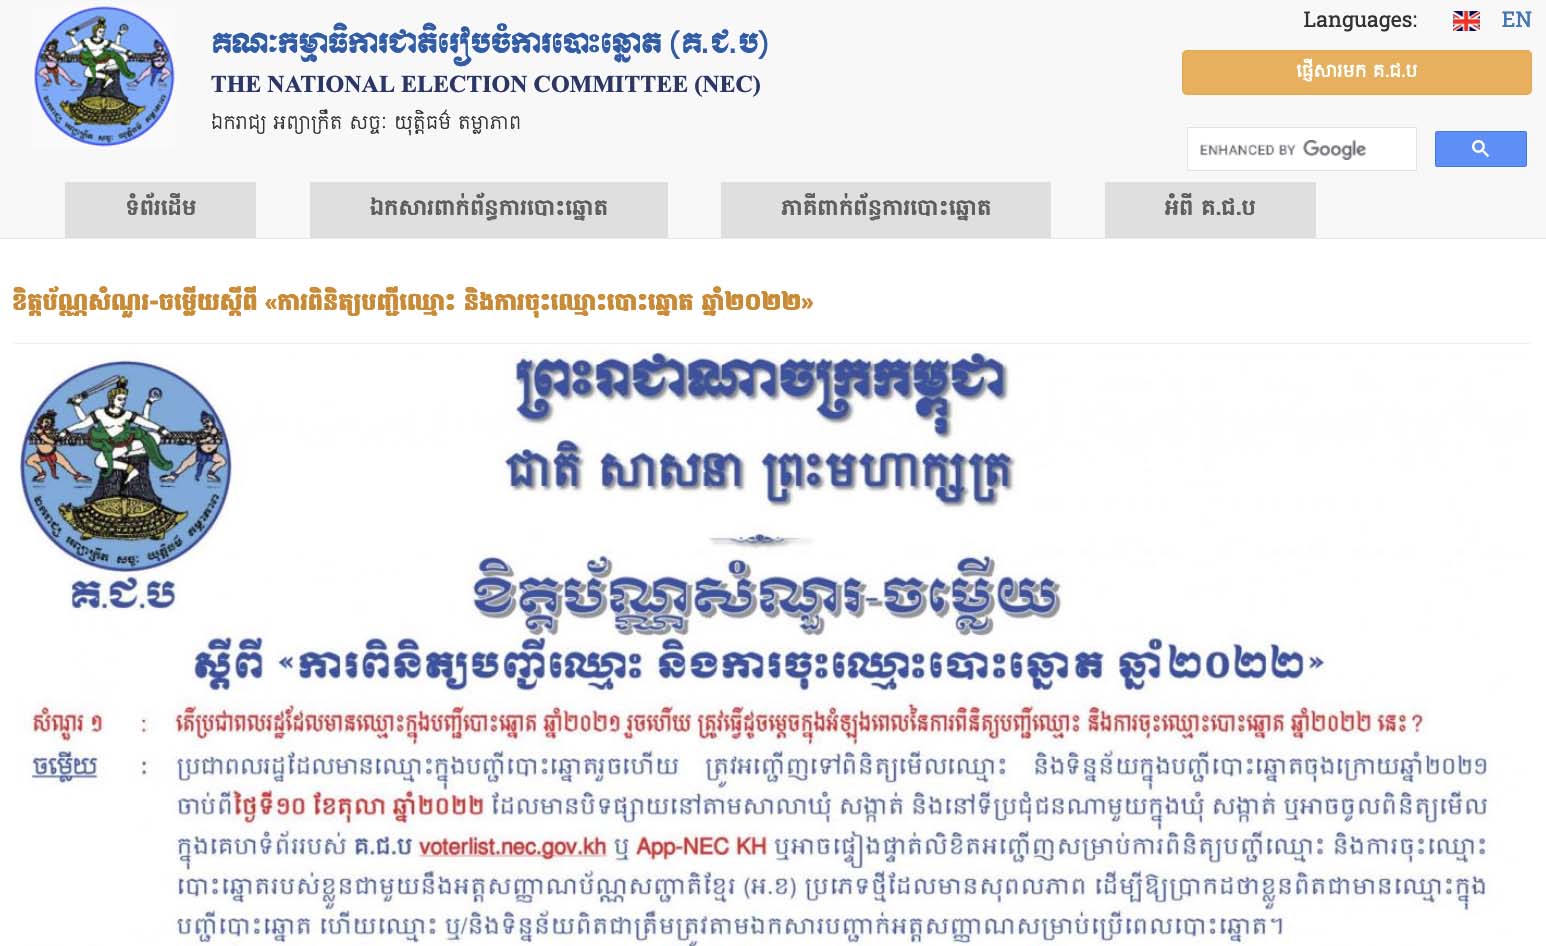 គណៈកម្មាធិការជាតិរៀបចំការបោះឆ្នោត (គ.ជ.ប)
THE NATIONAL ELECTION COMMITTEE (NEC)
ឯករាជ្យ អព្យាក្រឹត សច្ចៈ យុត្តិធម៌ តម្លាភាព
Languages: EN
ផ្ញើសារមក គ.ជ.ប
ENHANCED BY Google
ទំព័រដើម ឯកសារពាក់ព័ន្ធការបោះឆ្នោត ភាគីពាក់ព័ន្ធការបោះឆ្នោត អំពី គ.ជ.ប
ខិត្តប័ណ្ណសំណួរ-ចម្លើយស្ដីពី «ការពិនិត្យបញ្ជីឈ្មោះ និងការចុះឈ្មោះបោះឆ្នោត ឆ្នាំ២០២២»
ព្រះរាជាណាចក្រកម្ពុជា
ជាតិ សាសនា ព្រះមហាក្សត្រ
ឯករាជ្យ អព្យាក្រឹត សច្ចៈ យុត្តិធម៌ តម្លាភាព
គ.ជ.ប
ខិត្តប័ណ្ណសំណួរ-ចម្លើយ
ស្ដីពី «ការពិនិត្យបញ្ជីឈ្មោះ និងការចុះឈ្មោះបោះឆ្នោត ឆ្នាំ២០២២»
សំណួរ ១ : តើប្រជាពលរដ្ឋដែលមានឈ្មោះក្នុងបញ្ជីបោះឆ្នោត ឆ្នាំ២០២១ រួចហើយ ត្រូវធ្វើដូចម្ដេចក្នុងអំឡុងពេលនៃការពិនិត្យបញ្ជីឈ្មោះ និងការចុះឈ្មោះបោះឆ្នោត ឆ្នាំ២០២២ នេះ ?
ចម្លើយ : ប្រជាពលរដ្ឋដែលមានឈ្មោះក្នុងបញ្ជីបោះឆ្នោតរួចហើយ ត្រូវអញ្ជើញទៅពិនិត្យមើលឈ្មោះ និងទិន្នន័យក្នុងបញ្ជីបោះឆ្នោតចុងក្រោយឆ្នាំ២០២១
ចាប់ពីថ្ងៃទី១០ ខែតុលា ឆ្នាំ២០២២ ដែលមានបិទផ្សាយនៅតាមសាលាឃុំ សង្កាត់ និងនៅទីប្រជុំជនណាមួយក្នុងឃុំ សង្កាត់ ឬអាចចូលពិនិត្យមើល
ក្នុងគេហទំព័ររបស់ គ.ជ.ប voterlist.nec.gov.kh ឬ App-NEC KH ឬអាចផ្ទៀងផ្ទាត់លិខិតអញ្ជើញសម្រាប់ការពិនិត្យបញ្ជីឈ្មោះ និងការចុះឈ្មោះ
បោះឆ្នោតរបស់ខ្លួនជាមួយនឹងអត្តសញ្ញាណប័ណ្ណសញ្ជាតិខ្មែរ (អ.ខ) ប្រភេទថ្មីដែលមានសុពលភាព ដើម្បីឱ្យប្រាកដថាខ្លួនពិតជាមានឈ្មោះក្នុង
បញ្ជីបោះឆ្នោត ហើយឈ្មោះ ឬ/និងទិន្នន័យពិតជាត្រឹមត្រូវតាមឯកសារបញ្ជាក់អត្តសញ្ញាណសម្រាប់ប្រើពេលបោះឆ្នោត។